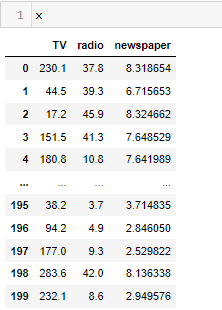 1 x
TV radio newspaper
0 230.1 37.8 8.318654
1 44.5 39.3 6.715653
2 17.2 45.9 8.324662
3 151.5 41.3 7.648529
4 180.8 10.8 7.641989
... ... ... ...
195 38.2 3.7 3.714835
196 94.2 4.9 2.846050
197 177.0 9.3 2.529822
198 283.6 42.0 8.136338
199 232.1 8.6 2.949576